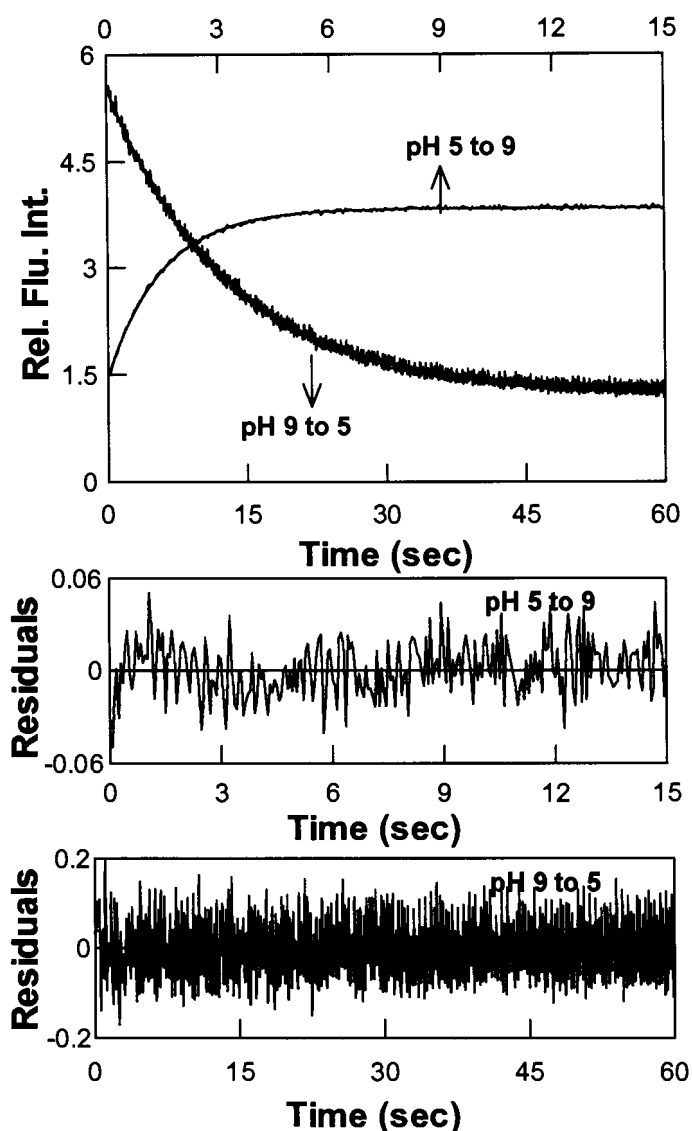 0 3 6 9 12 15
6
pH 5 to 9
4.5
Rel. Flu. Int.
3
1.5
pH 9 to 5
0
0 15 30 45 60
Time (sec)
0.06
pH 5 to 9
Residuals
0
-0.06
0 3 6 9 12 15
Time (sec)
0.2
pH 9 to 5
Residuals
0
-0.2
0 15 30 45 60
Time (sec)